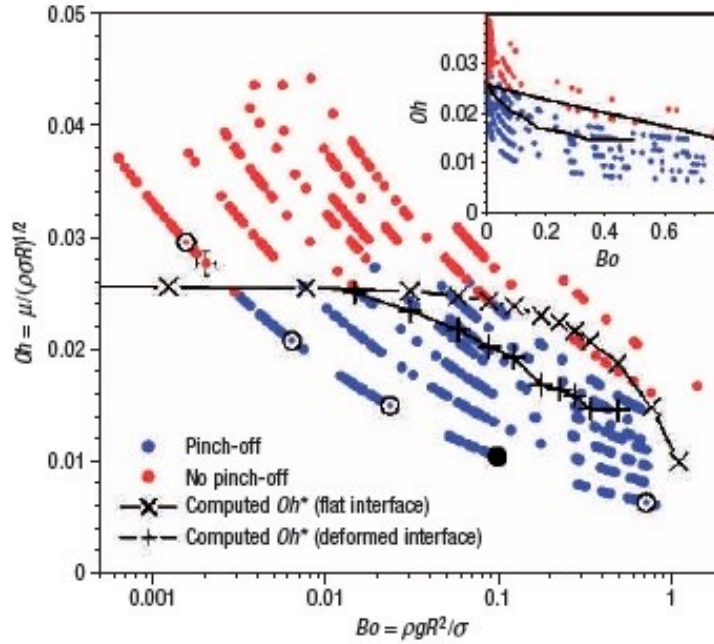 0.05
0.04
0.03
0.02
0.01
0
Oh = μ/(ρσR)^1/2
0.001
0.01
0.1
1
Bo = ρgR²/σ
Pinch-off
No pinch-off
Computed Oh* (flat interface)
Computed Oh* (deformed interface)
0.04
0.03
0.02
0.01
0
Oh
0
0.2
0.4
0.6
Bo